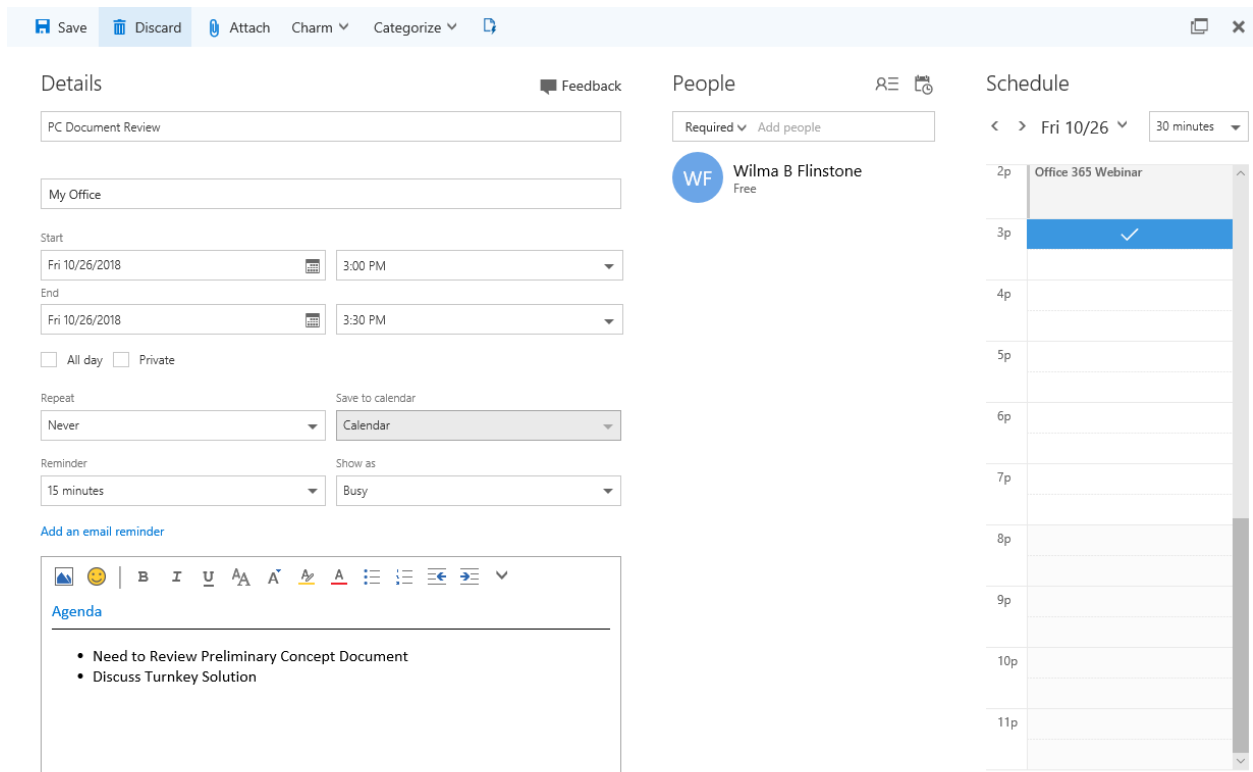 Save Discard Attach Charm Categorize
Details
Feedback
PC Document Review
My Office
Start
Fri 10/26/2018 3:00 PM
End
Fri 10/26/2018 3:30 PM
All day Private
Repeat Save to calendar
Never Calendar
Reminder Show as
15 minutes Busy
Add an email reminder
B I U AA A A A
Agenda
• Need to Review Preliminary Concept Document
• Discuss Turnkey Solution
People
Required Add people
WF
Wilma B Flinstone
Free
Schedule
Fri 10/26 30 minutes
2p Office 365 Webinar
3p
4p
5p
6p
7p
8p
9p
10p
11p